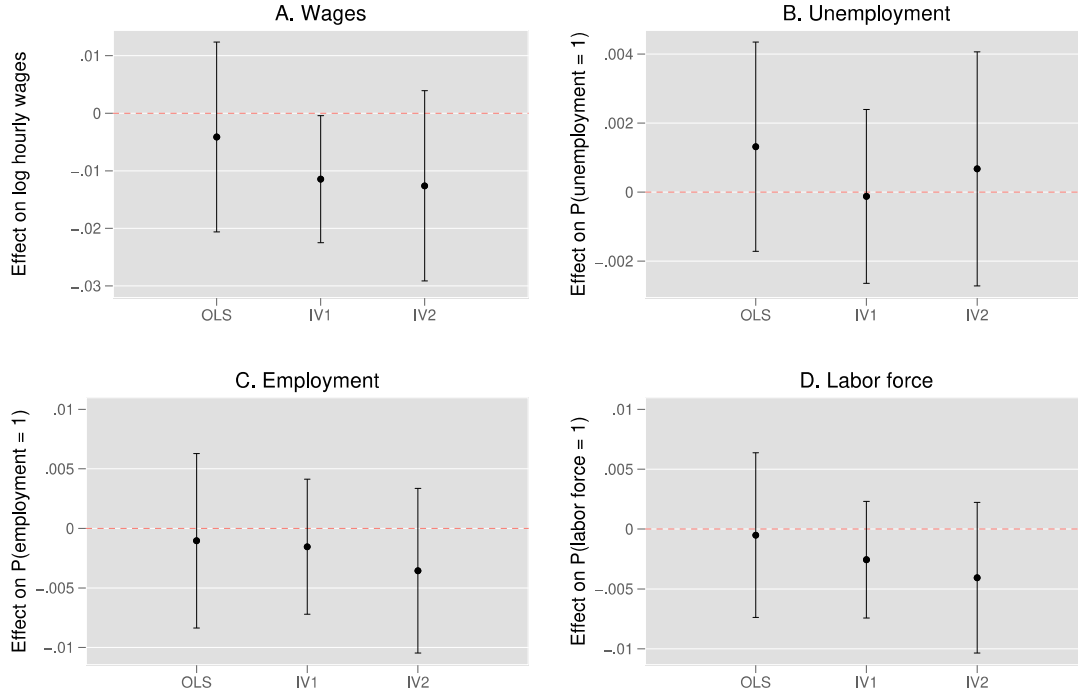 A. Wages
Effect on log hourly wages
.01
0
−.01
−.02
−.03
OLS IV1 IV2
B. Unemployment
Effect on P(unemployment = 1)
.004
.002
0
−.002
OLS IV1 IV2
C. Employment
Effect on P(employment = 1)
.01
.005
0
−.005
−.01
OLS IV1 IV2
D. Labor force
Effect on P(labor force = 1)
.01
.005
0
−.005
−.01
OLS IV1 IV2